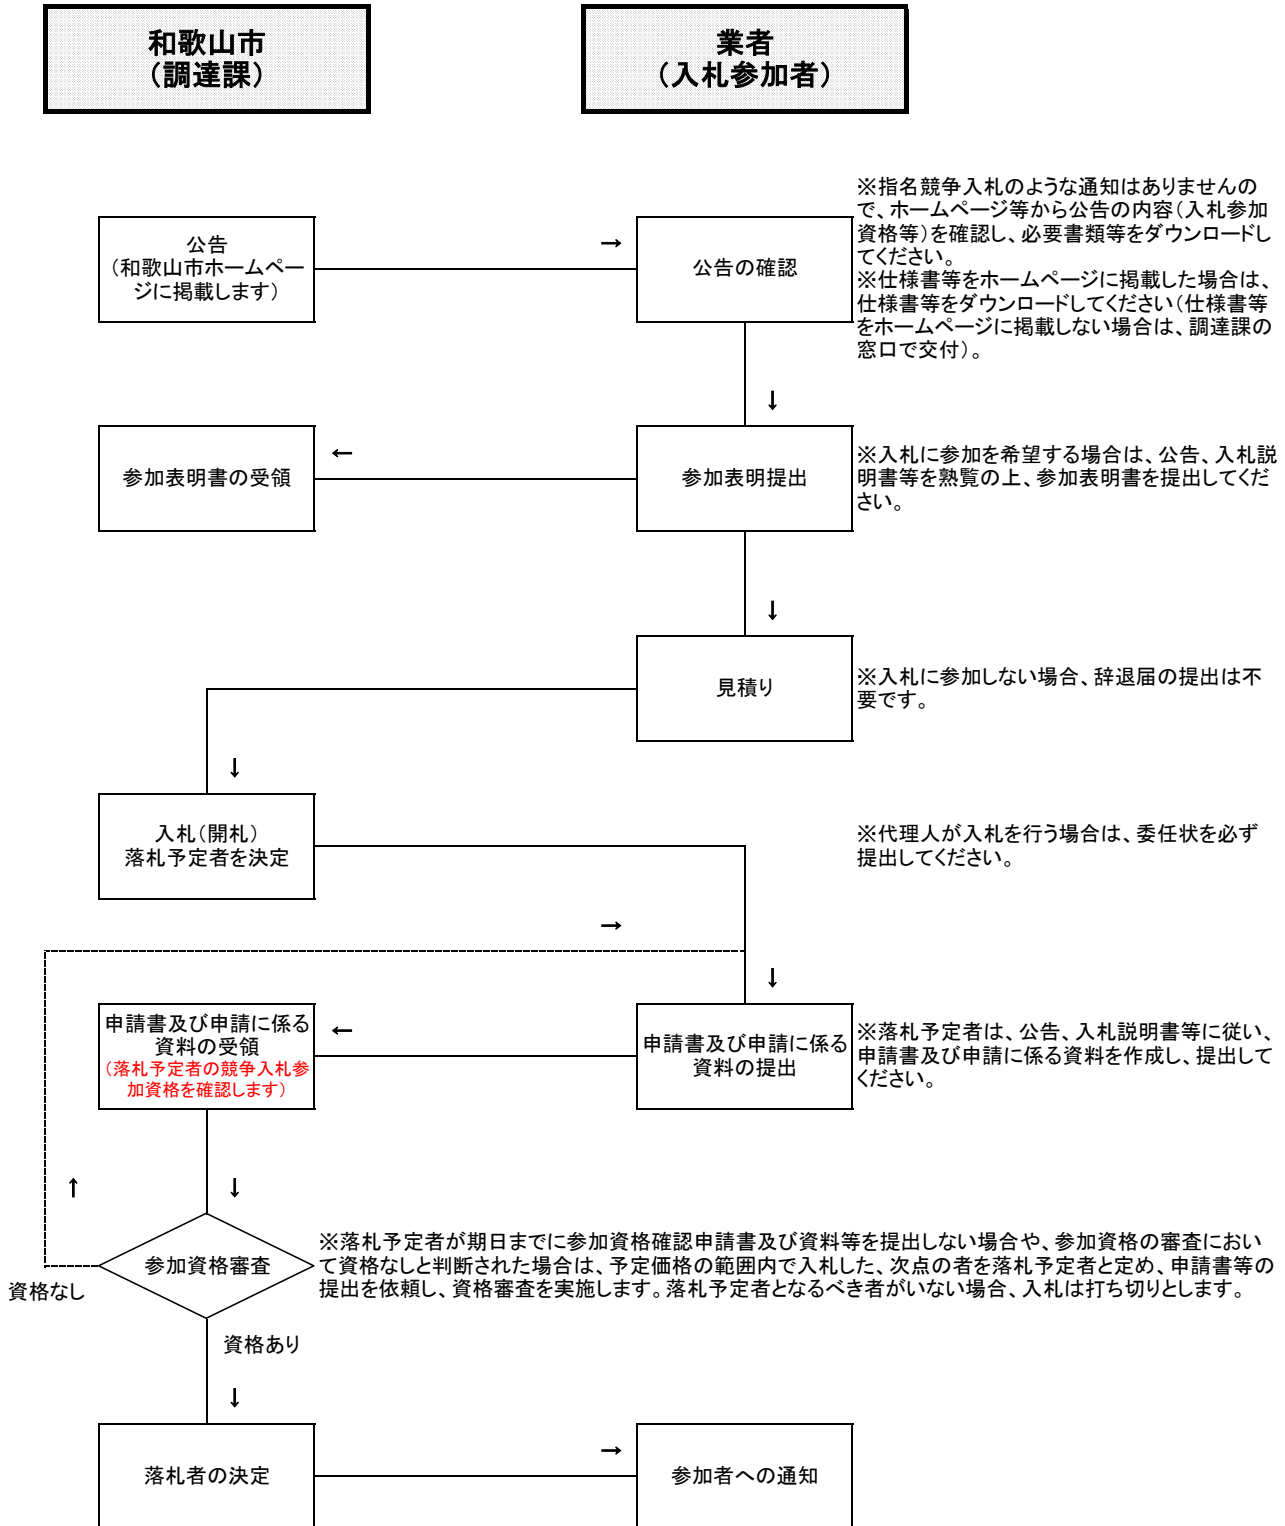 和歌山市
（調達課）
業者
（入札参加者）
公告
（和歌山市ホームペー
ジに掲載します）
→
公告の確認
※指名競争入札のような通知はありませんの
で、ホームページ等から公告の内容（入札参加
資格等）を確認し、必要書類等をダウンロードし
てください。
※仕様書等をホームページに掲載した場合は、
仕様書等をダウンロードしてください（仕様書等
をホームページに掲載しない場合は、調達課の
窓口で交付）。
↓
参加表明書の受領
←
参加表明提出
※入札に参加を希望する場合は、公告、入札説
明書等を熟覧の上、参加表明書を提出してくだ
さい。
↓
見積り
※入札に参加しない場合、辞退届の提出は不
要です。
↓
入札（開札）
落札予定者を決定
※代理人が入札を行う場合は、委任状を必ず
提出してください。
→
↓
申請書及び申請に係る
資料の受領
（落札予定者の競争入札参
加資格を確認します）
←
申請書及び申請に係る
資料の提出
※落札予定者は、公告、入札説明書等に従い、
申請書及び申請に係る資料を作成し、提出して
ください。
↑
↓
参加資格審査
資格なし
※落札予定者が期日までに参加資格確認申請書及び資料等を提出しない場合や、参加資格の審査におい
て資格なしと判断された場合は、予定価格の範囲内で入札した、次点の者を落札予定者と定め、申請書等の
提出を依頼し、資格審査を実施します。落札予定者となるべき者がいない場合、入札は打ち切りとします。
資格あり
↓
落札者の決定
→
参加者への通知